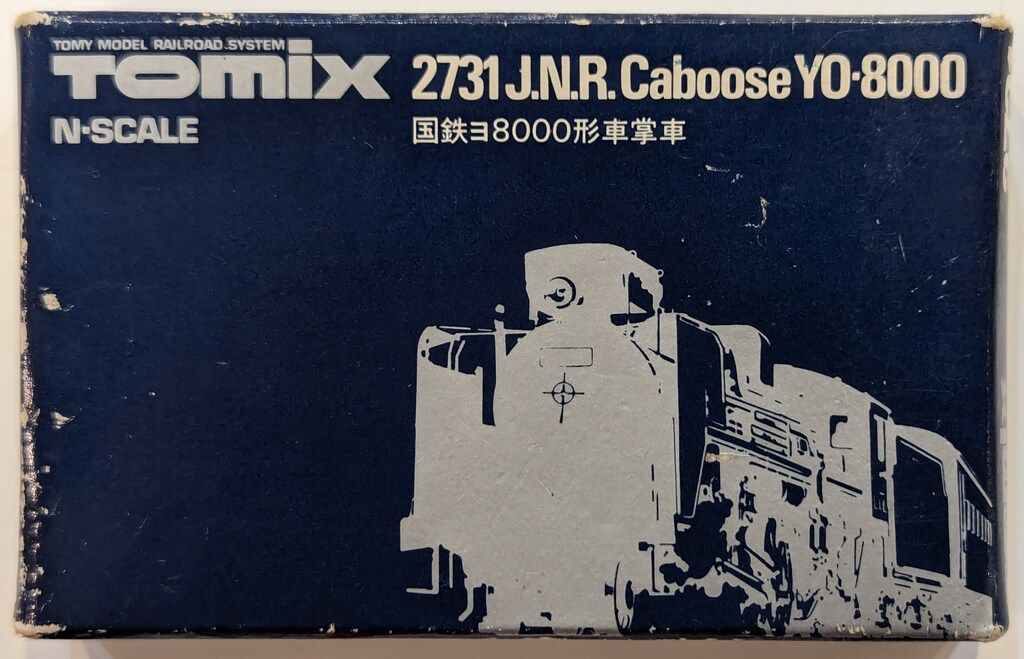 TOMY MODEL RAILROAD SYSTEM
TOMIX
N-SCALE
2731 J.N.R. Caboose YO-8000
国鉄ヨ8000形車掌車